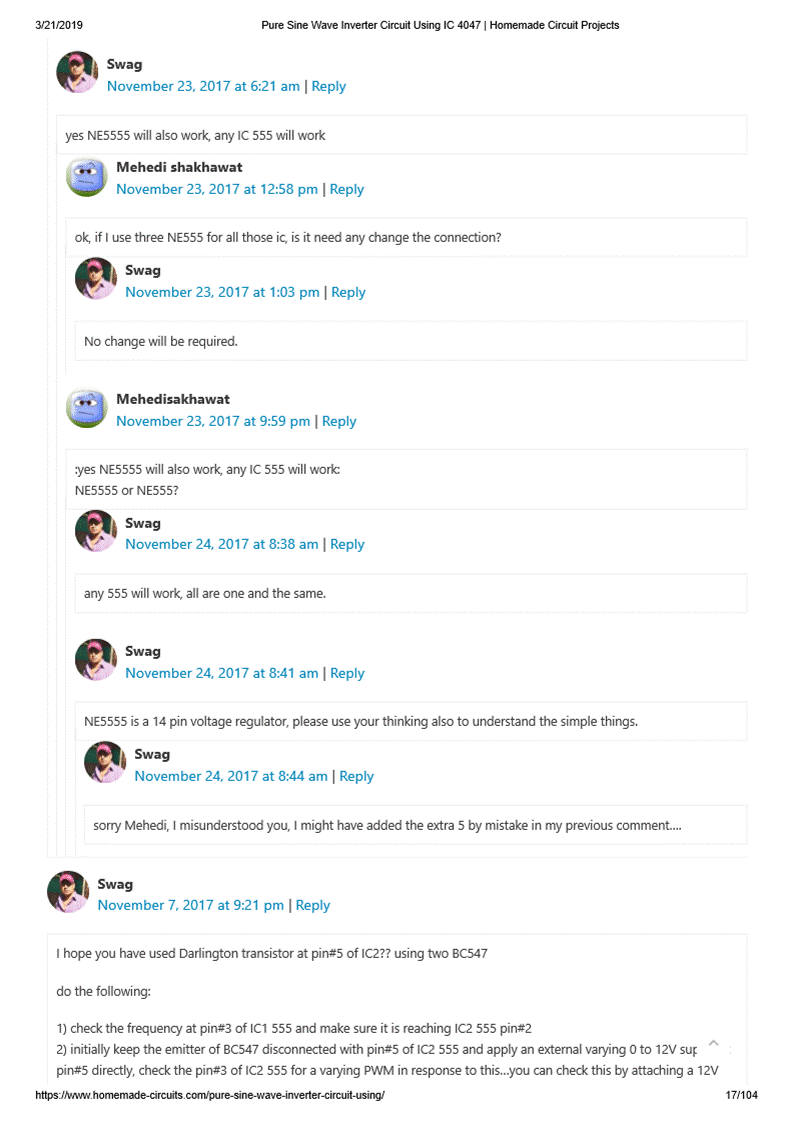 3/21/2019
Pure Sine Wave Inverter Circuit Using IC 4047 | Homemade Circuit Projects
Swag
November 23, 2017 at 6:21 am | Reply
yes NE5555 will also work, any IC 555 will work
Mehedi shakhawat
November 23, 2017 at 12:58 pm | Reply
ok, if I use three NE555 for all those ic, is it need any change the connection?
Swag
November 23, 2017 at 1:03 pm | Reply
No change will be required.
Mehedisakhawat
November 23, 2017 at 9:59 pm | Reply
:yes NE5555 will also work, any IC 555 will work:
NE5555 or NE555?
Swag
November 24, 2017 at 8:38 am | Reply
any 555 will work, all are one and the same.
Swag
November 24, 2017 at 8:41 am | Reply
NE5555 is a 14 pin voltage regulator, please use your thinking also to understand the simple things.
Swag
November 24, 2017 at 8:44 am | Reply
sorry Mehedi, I misunderstood you, I might have added the extra 5 by mistake in my previous comment....
Swag
November 7, 2017 at 9:21 pm | Reply
I hope you have used Darlington transistor at pin#5 of IC2?? using two BC547
do the following:
1) check the frequency at pin#3 of IC1 555 and make sure it is reaching IC2 555 pin#2
2) initially keep the emitter of BC547 disconnected with pin#5 of IC2 555 and apply an external varying 0 to 12V
pin#5 directly, check the pin#3 of IC2 555 for a varying PWM in response to this...you can check this by attaching a 12V
https://www.homemade-circuits.com/pure-sine-wave-inverter-circuit-using/
17/104